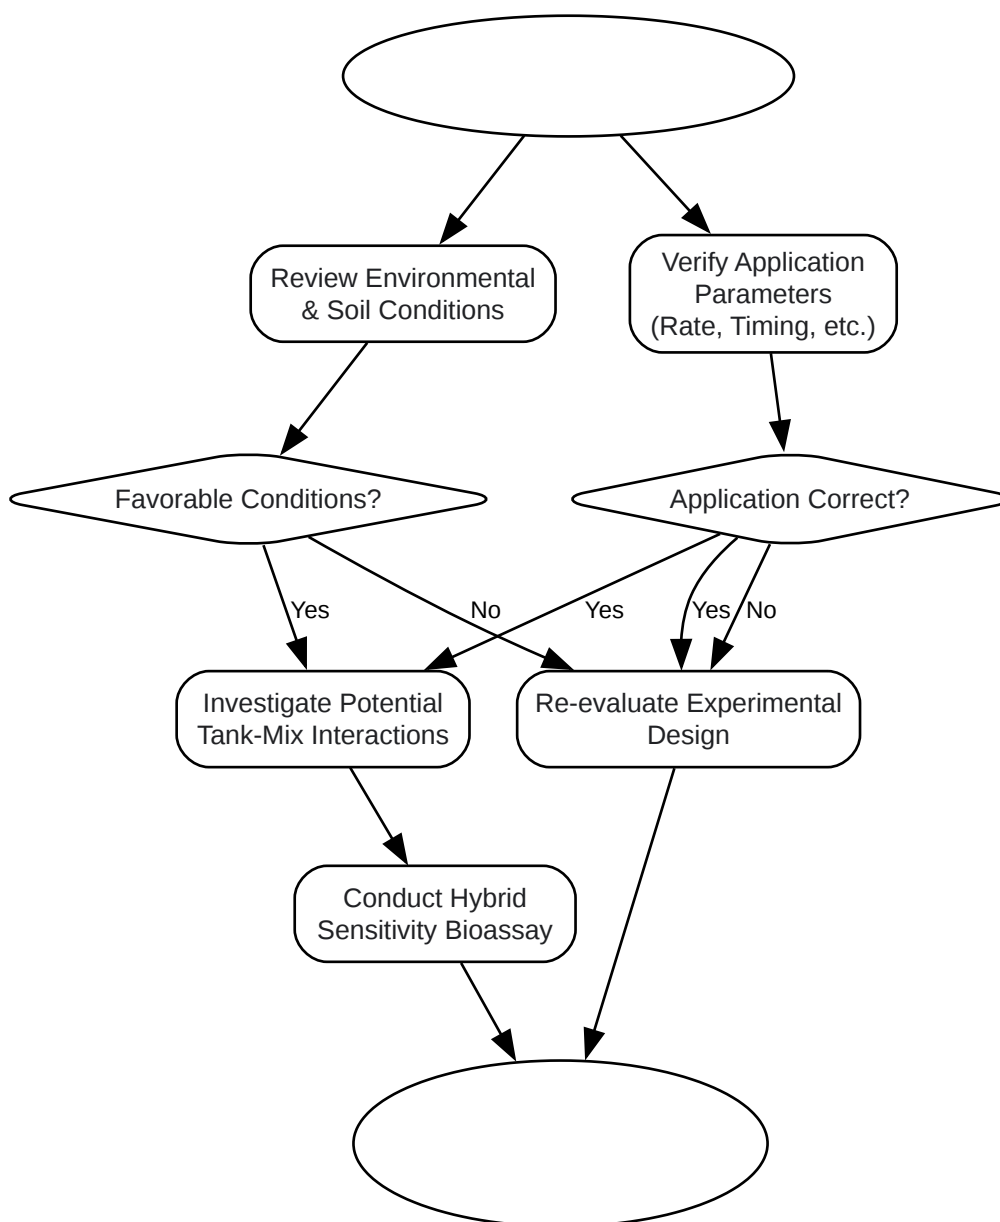 Review Environmental
& Soil Conditions
Verify Application
Parameters
(Rate, Timing, etc.)
Favorable Conditions?
Application Correct?
Yes
No
Yes
Yes
No
Investigate Potential
Tank-Mix Interactions
Re-evaluate Experimental
Design
Conduct Hybrid
Sensitivity Bioassay